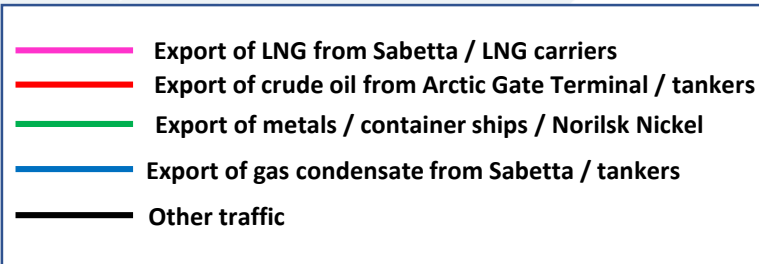 Export of LNG from Sabetta / LNG carriers
Export of crude oil from Arctic Gate Terminal / tankers
Export of metals / container ships / Norilsk Nickel
Export of gas condensate from Sabetta / tankers
Other traffic